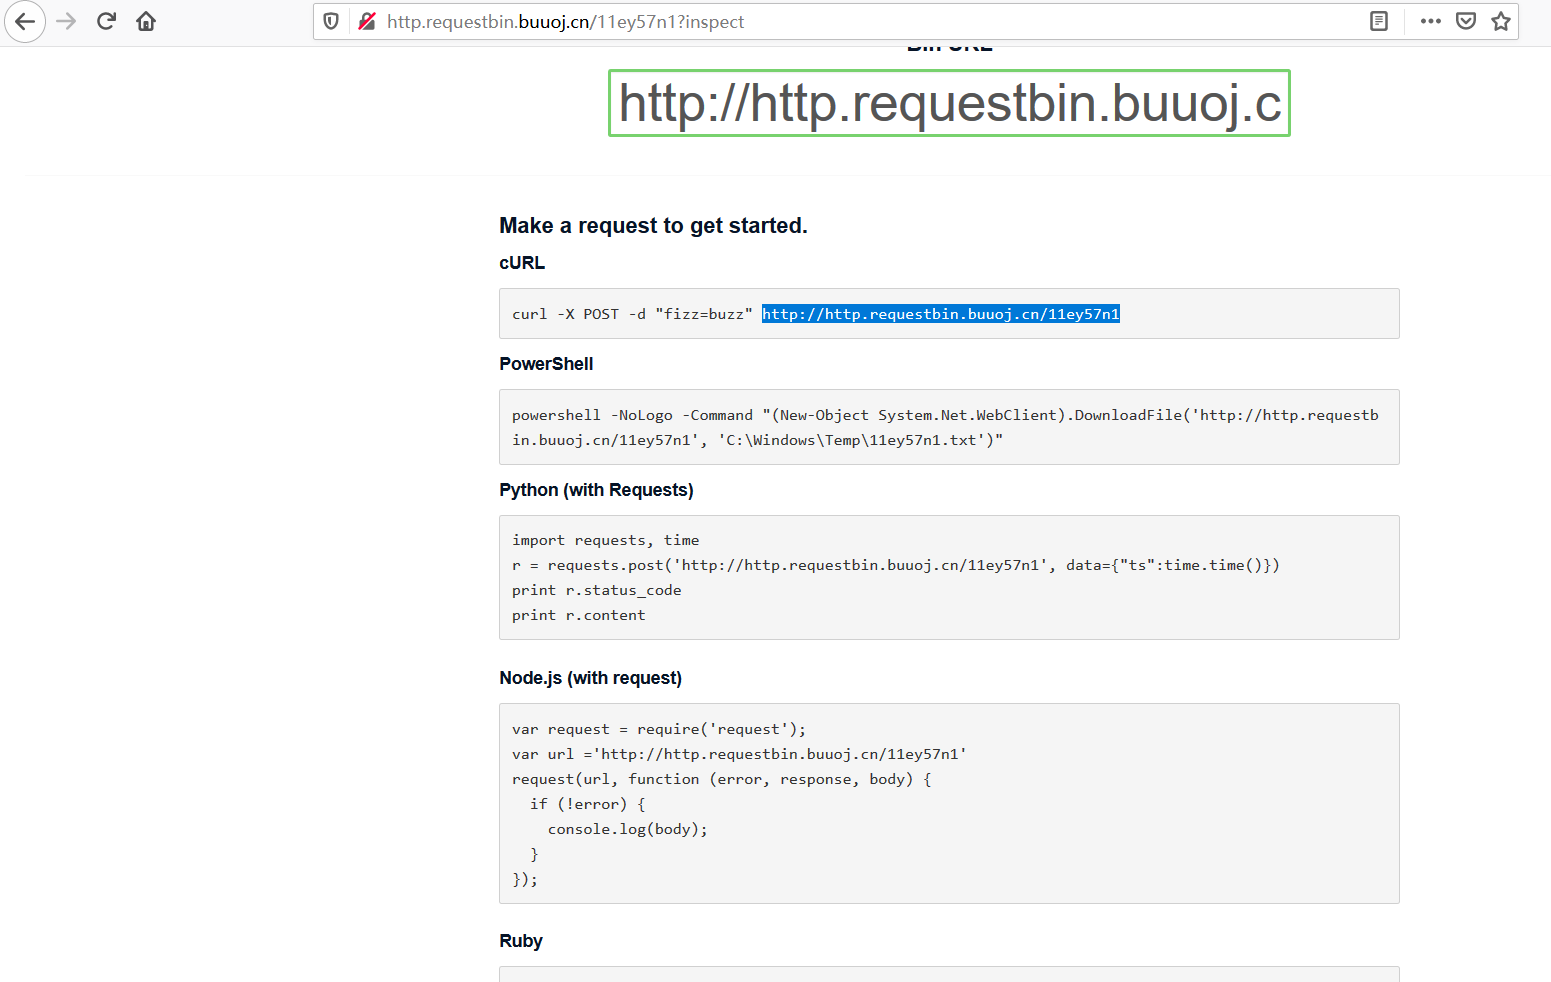 http.requestbin.buuoj.cn/11ey57n1?inspect
Bin URL
http://http.requestbin.buuoj.c
Make a request to get started.
cURL
curl -X POST -d "fizz=buzz" http://http.requestbin.buuoj.cn/11ey57n1
PowerShell
powershell -NoLogo -Command "(New-Object System.Net.WebClient).DownloadFile('http://http.requestb
in.buuoj.cn/11ey57n1', 'C:\Windows\Temp\11ey57n1.txt')"
Python (with Requests)
import requests, time
r = requests.post('http://http.requestbin.buuoj.cn/11ey57n1', data={"ts":time.time()})
print r.status_code
print r.content
Node.js (with request)
var request = require('request');
var url ='http://http.requestbin.buuoj.cn/11ey57n1'
request(url, function (error, response, body) {
  if (!error) {
    console.log(body);
  }
});
Ruby